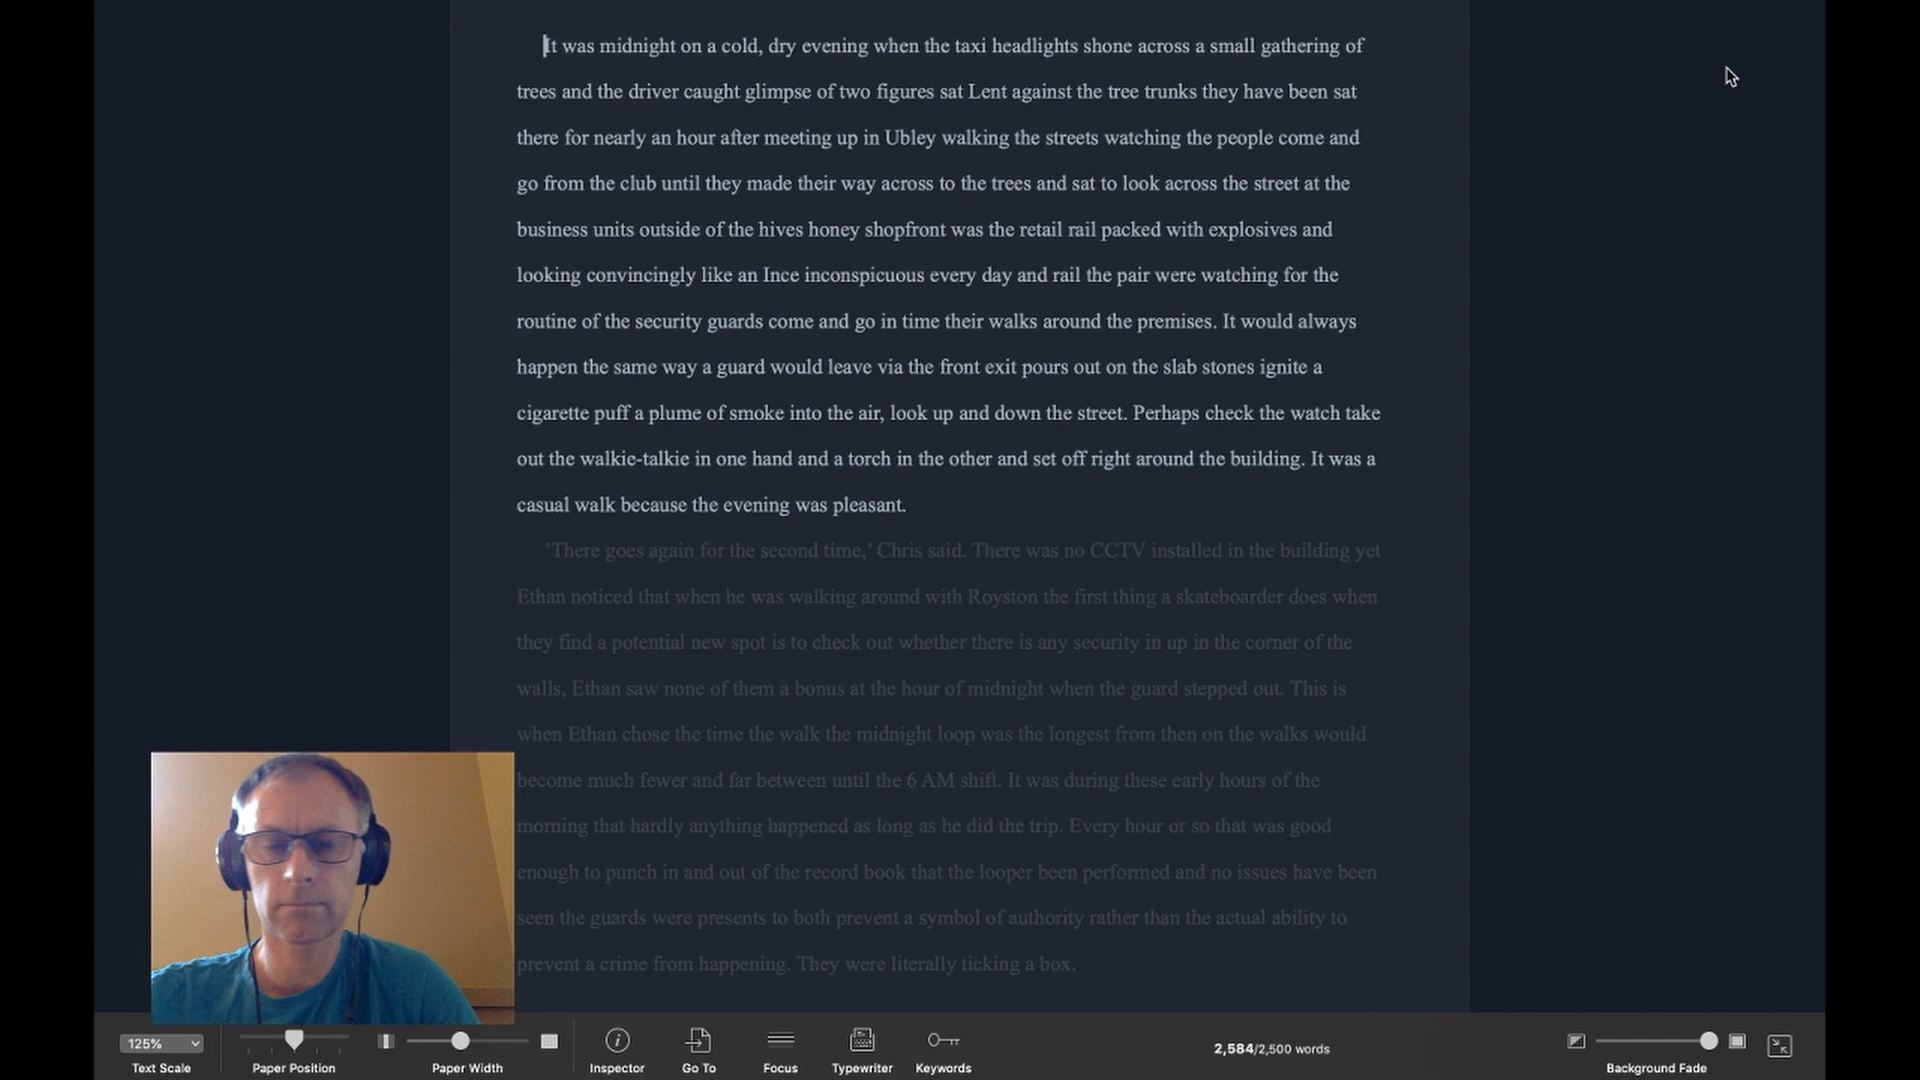 It was midnight on a cold, dry evening when the taxi headlights shone across a small gathering of
trees and the driver caught glimpse of two figures sat Lent against the tree trunks they have been sat
there for nearly an hour after meeting up in Ubley walking the streets watching the people come and
go from the club until they made their way across to the trees and sat to look across the street at the
business units outside of the hives honey shopfront was the retail rail packed with explosives and
looking convincingly like an Ince inconspicuous every day and rail the pair were watching for the
routine of the security guards come and go in time their walks around the premises. It would always
happen the same way a guard would leave via the front exit pours out on the slab stones ignite a
cigarette puff a plume of smoke into the air, look up and down the street. Perhaps check the watch take
out the walkie-talkie in one hand and a torch in the other and set off right around the building. It was a
casual walk because the evening was pleasant.
’There goes again for the second time,’ Chris said. There was no CCTV installed in the building yet
Ethan noticed that when he was walking around with Royston the first thing a skateboarder does when
they find a potential new spot is to check out whether there is any security in up in the corner of the
walls, Ethan saw none of them a bonus at the hour of midnight when the guard stepped out. This is
when Ethan chose the time the walk the midnight loop was the longest from then on the walks would
become much fewer and far between until the 6 AM shift. It was during these early hours of the
morning that hardly anything happened as long as he did the trip. Every hour or so that was good
enough to punch in and out of the record book that the looper been performed and no issues have been
seen the guards were presents to both prevent a symbol of authority rather than the actual ability to
prevent a crime from happening. They were literally ticking a box.
125%
2,584/2,500 words
Text Scale Paper Position Paper Width Inspector Go To Focus Typewriter Keywords Background Fade